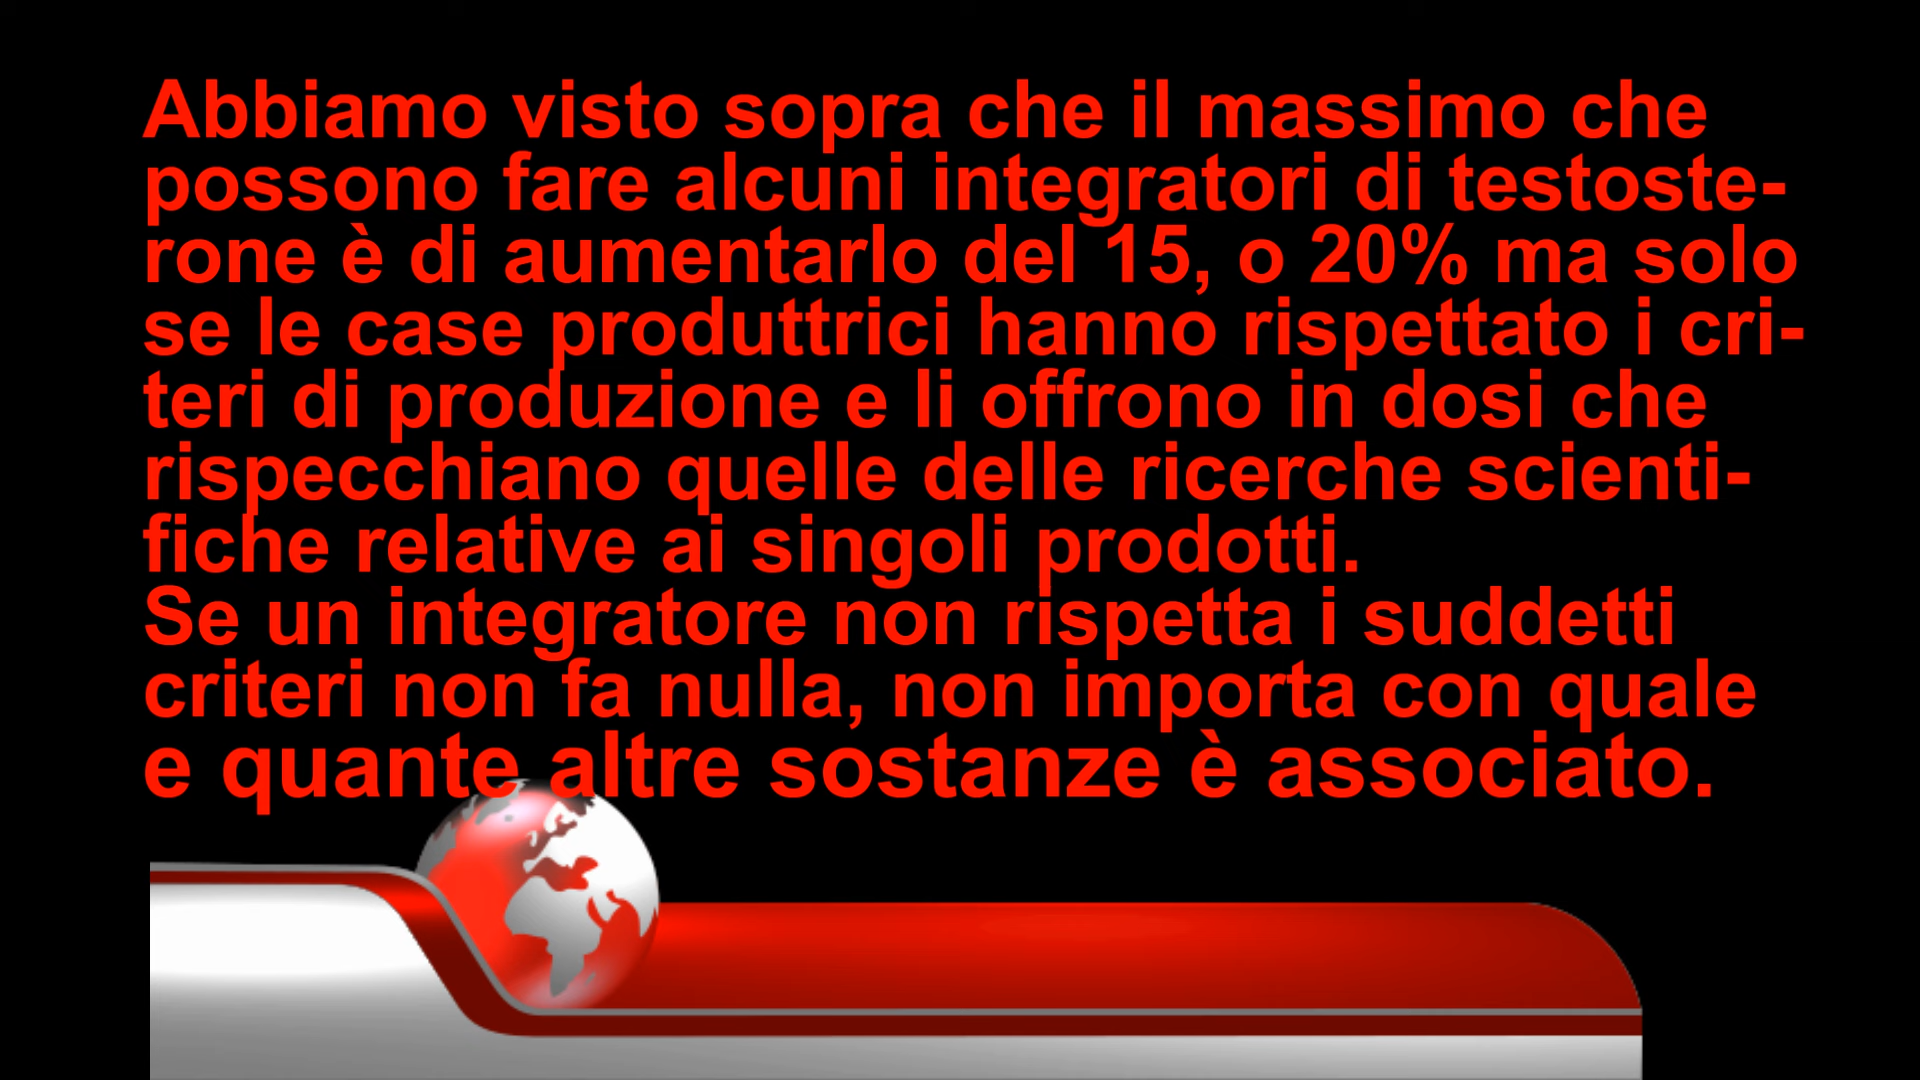 Abbiamo visto sopra che il massimo che
possono fare alcuni integratori di testoste-
rone è di aumentarlo del 15, o 20% ma solo
se le case produttrici hanno rispettato i cri-
teri di produzione e li offrono in dosi che
rispecchiano quelle delle ricerche scienti-
fiche relative ai singoli prodotti.
Se un integratore non rispetta i suddetti
criteri non fa nulla, non importa con quale
e quante altre sostanze è associato.